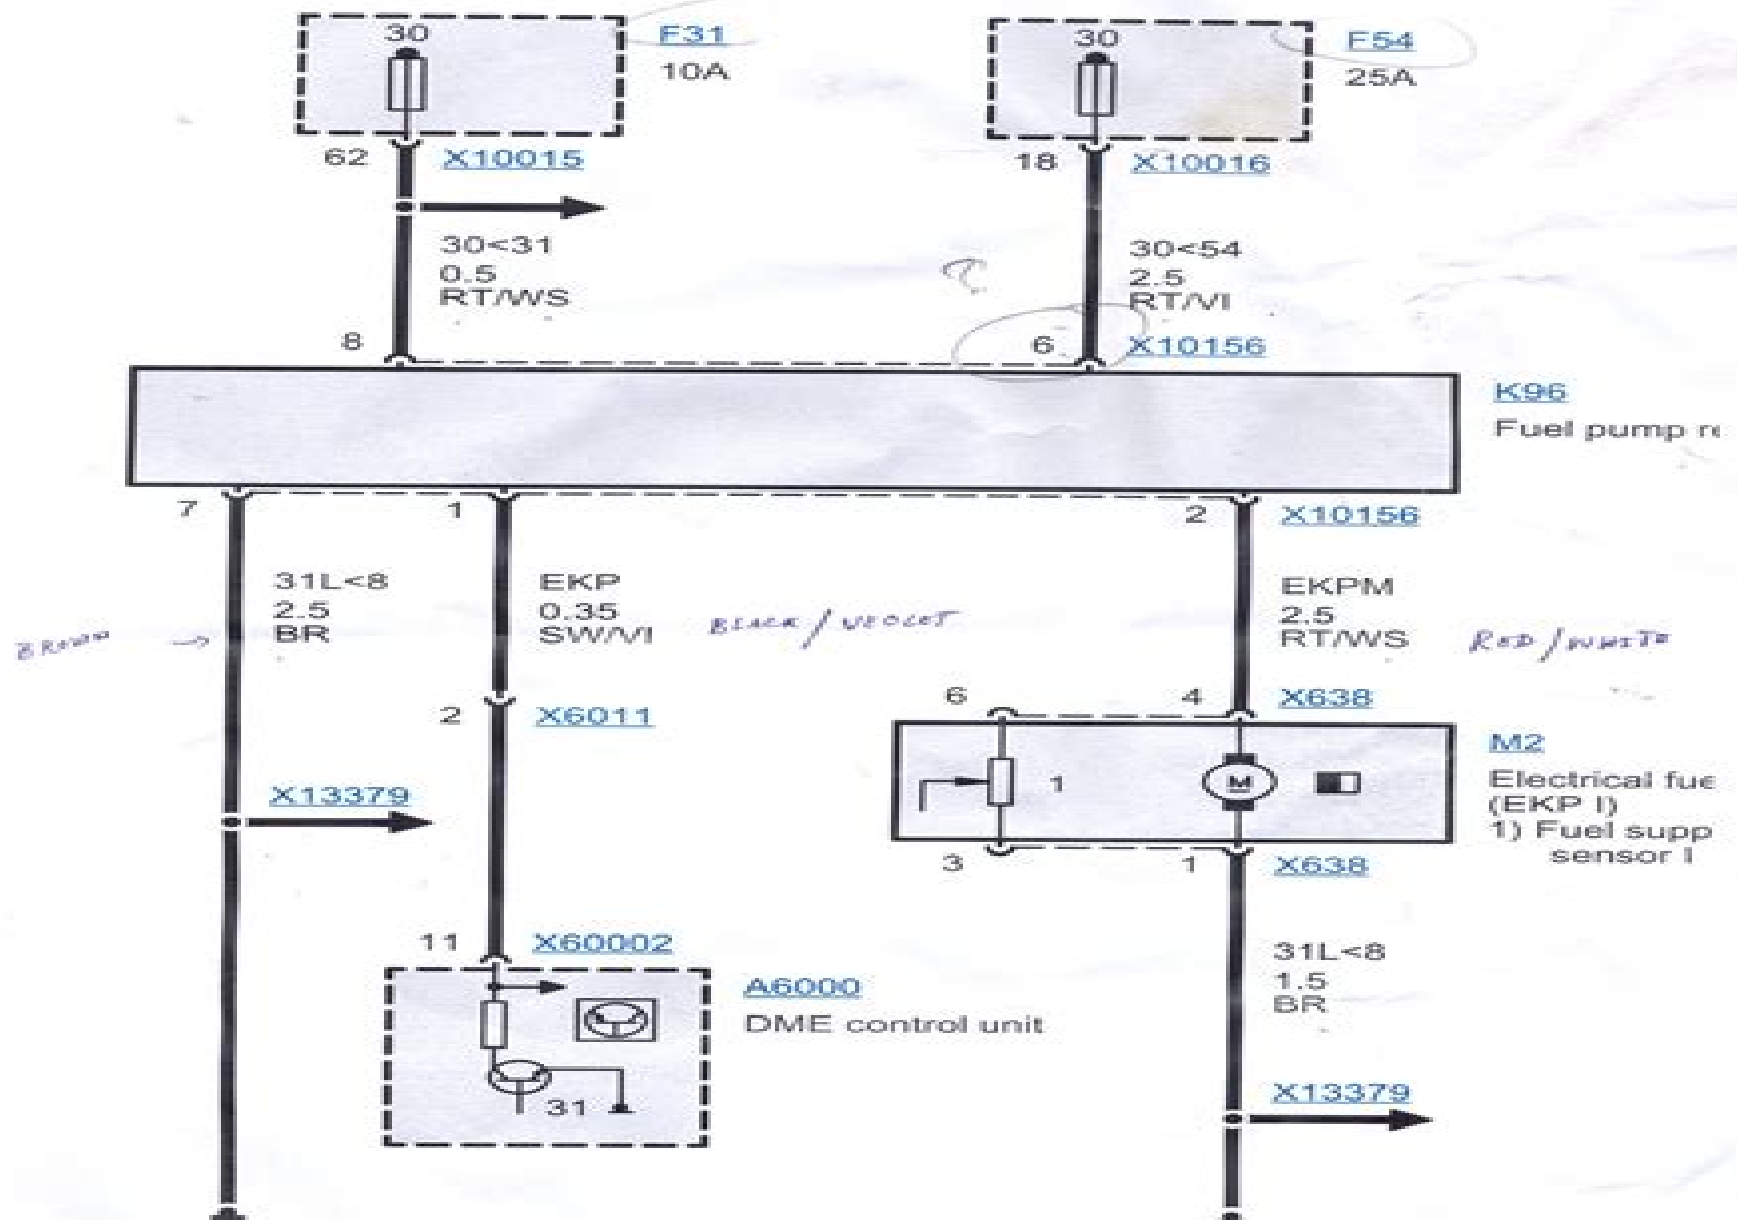 30
F31
10A
30
F54
25A
62
X10015
18
X10016
30<31
0.5
RT/WS
30<54
2.5
RT/VI
8
6
X10156
K96
Fuel pump
7
1
2
X10156
31L<8
2.5
BR
EKP
0.35
SW/VI
EKPM
2.5
RT/WS
BROWN
BLACK / VIOLET
RED / WHITE
2
X6011
6
4
X638
M2
Electrical
(EKP I)
1) Fuel
sensor I
1
M
X13379
3
1
X638
11
X60002
A6000
DME control unit
31
31L<8
1.5
BR
X13379